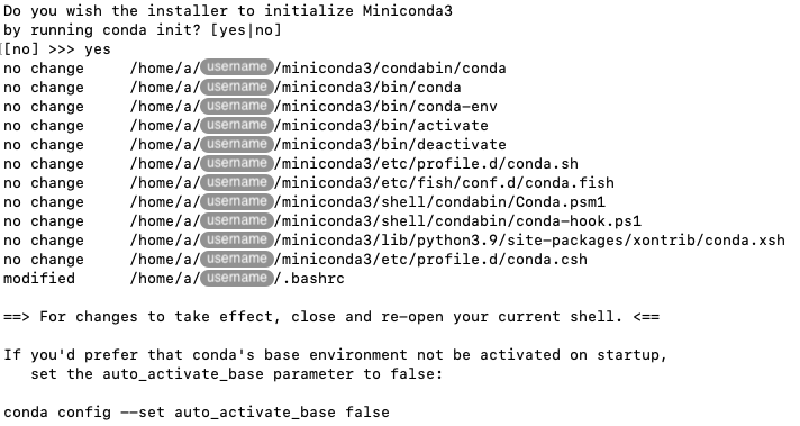 Do you wish the installer to initialize Miniconda3
by running conda init? [yes|no]
[[no] >>> yes
no change     /home/a/username/miniconda3/condabin/conda
no change     /home/a/username/miniconda3/bin/conda
no change     /home/a/username/miniconda3/bin/conda-env
no change     /home/a/username/miniconda3/bin/activate
no change     /home/a/username/miniconda3/bin/deactivate
no change     /home/a/username/miniconda3/etc/profile.d/conda.sh
no change     /home/a/username/miniconda3/etc/fish/conf.d/conda.fish
no change     /home/a/username/miniconda3/shell/condabin/Conda.psm1
no change     /home/a/username/miniconda3/shell/condabin/conda-hook.ps1
no change     /home/a/username/miniconda3/lib/python3.9/site-packages/xontrib/conda.xsh
no change     /home/a/username/miniconda3/etc/profile.d/conda.csh
modified      /home/a/username/.bashrc

==> For changes to take effect, close and re-open your current shell. <==

If you'd prefer that conda's base environment not be activated on startup,
   set the auto_activate_base parameter to false:

conda config --set auto_activate_base false